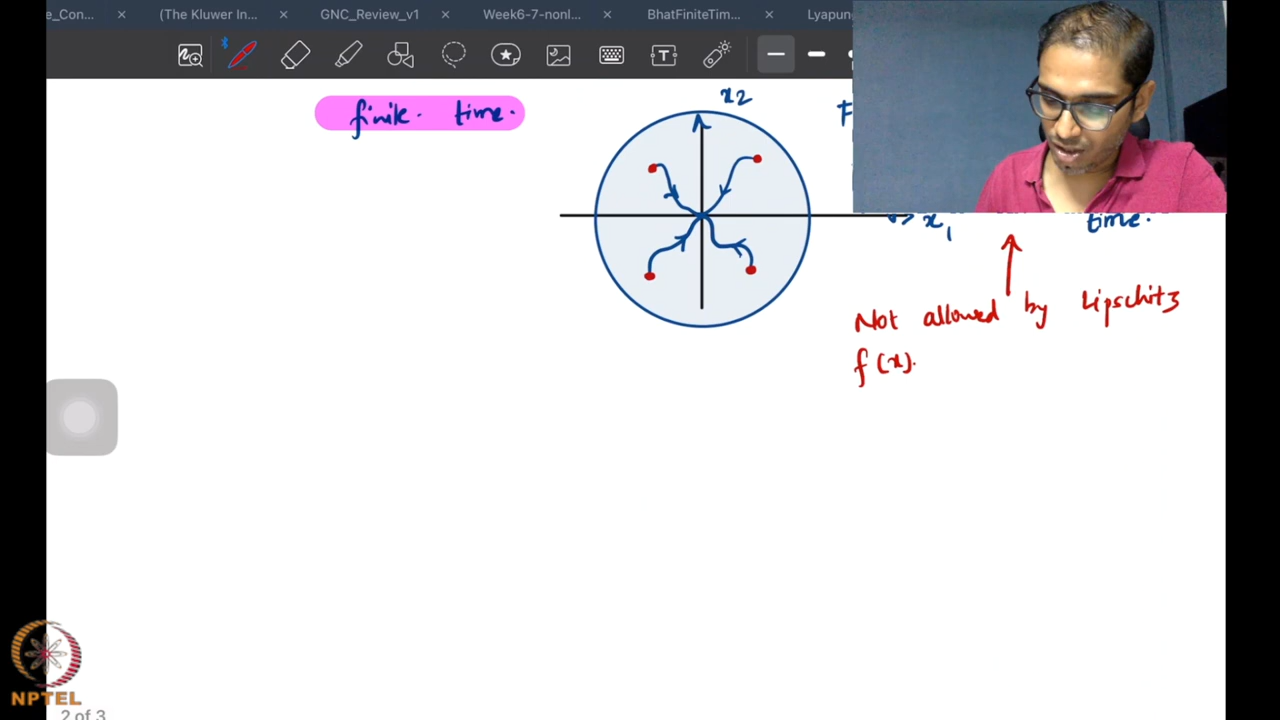 e_Con...
(The Kluwer In...
GNC_Review_v1
Week6-7-nonl...
BhatFiniteTim...
Lyapun
finite. time.
x2
F
x1
time.
Not allowed by Lipschitz
f(x).
NPTEL
2 of 3